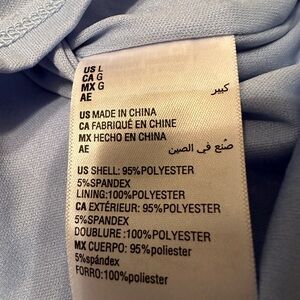 US L
CA G
MX G
AE كبير
US MADE IN CHINA
CA FABRIQUÉ EN CHINE
MX HECHO EN CHINA
AE صُنع في الصين
US SHELL: 95%POLYESTER
5%SPANDEX
LINING:100%POLYESTER
CA EXTÉRIEUR: 95%POLYESTER
5%SPANDEX
DOUBLURE :100%POLYESTER
MX CUERPO: 95%poliester
5%spándex
FORRO:100%poliester